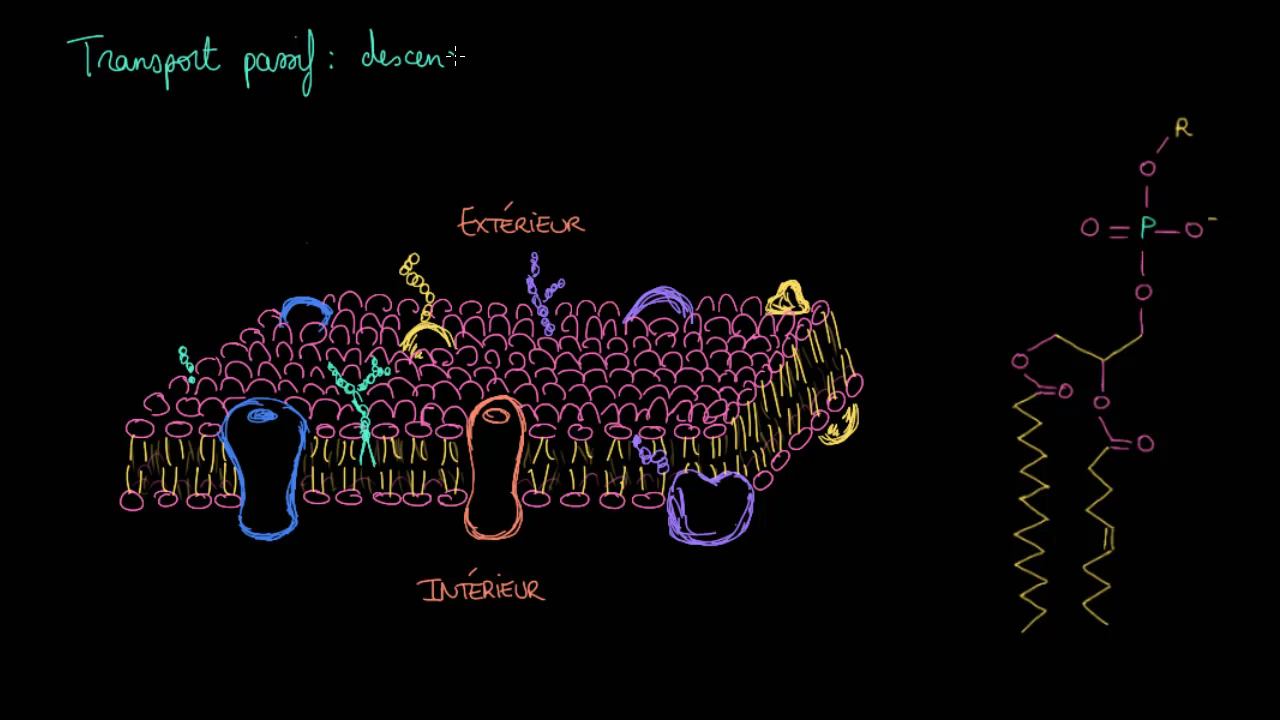 Transport passif : descen
EXTÉRIEUR
R
O
O = P - O⁻
O
O
O
O
O
INTÉRIEUR